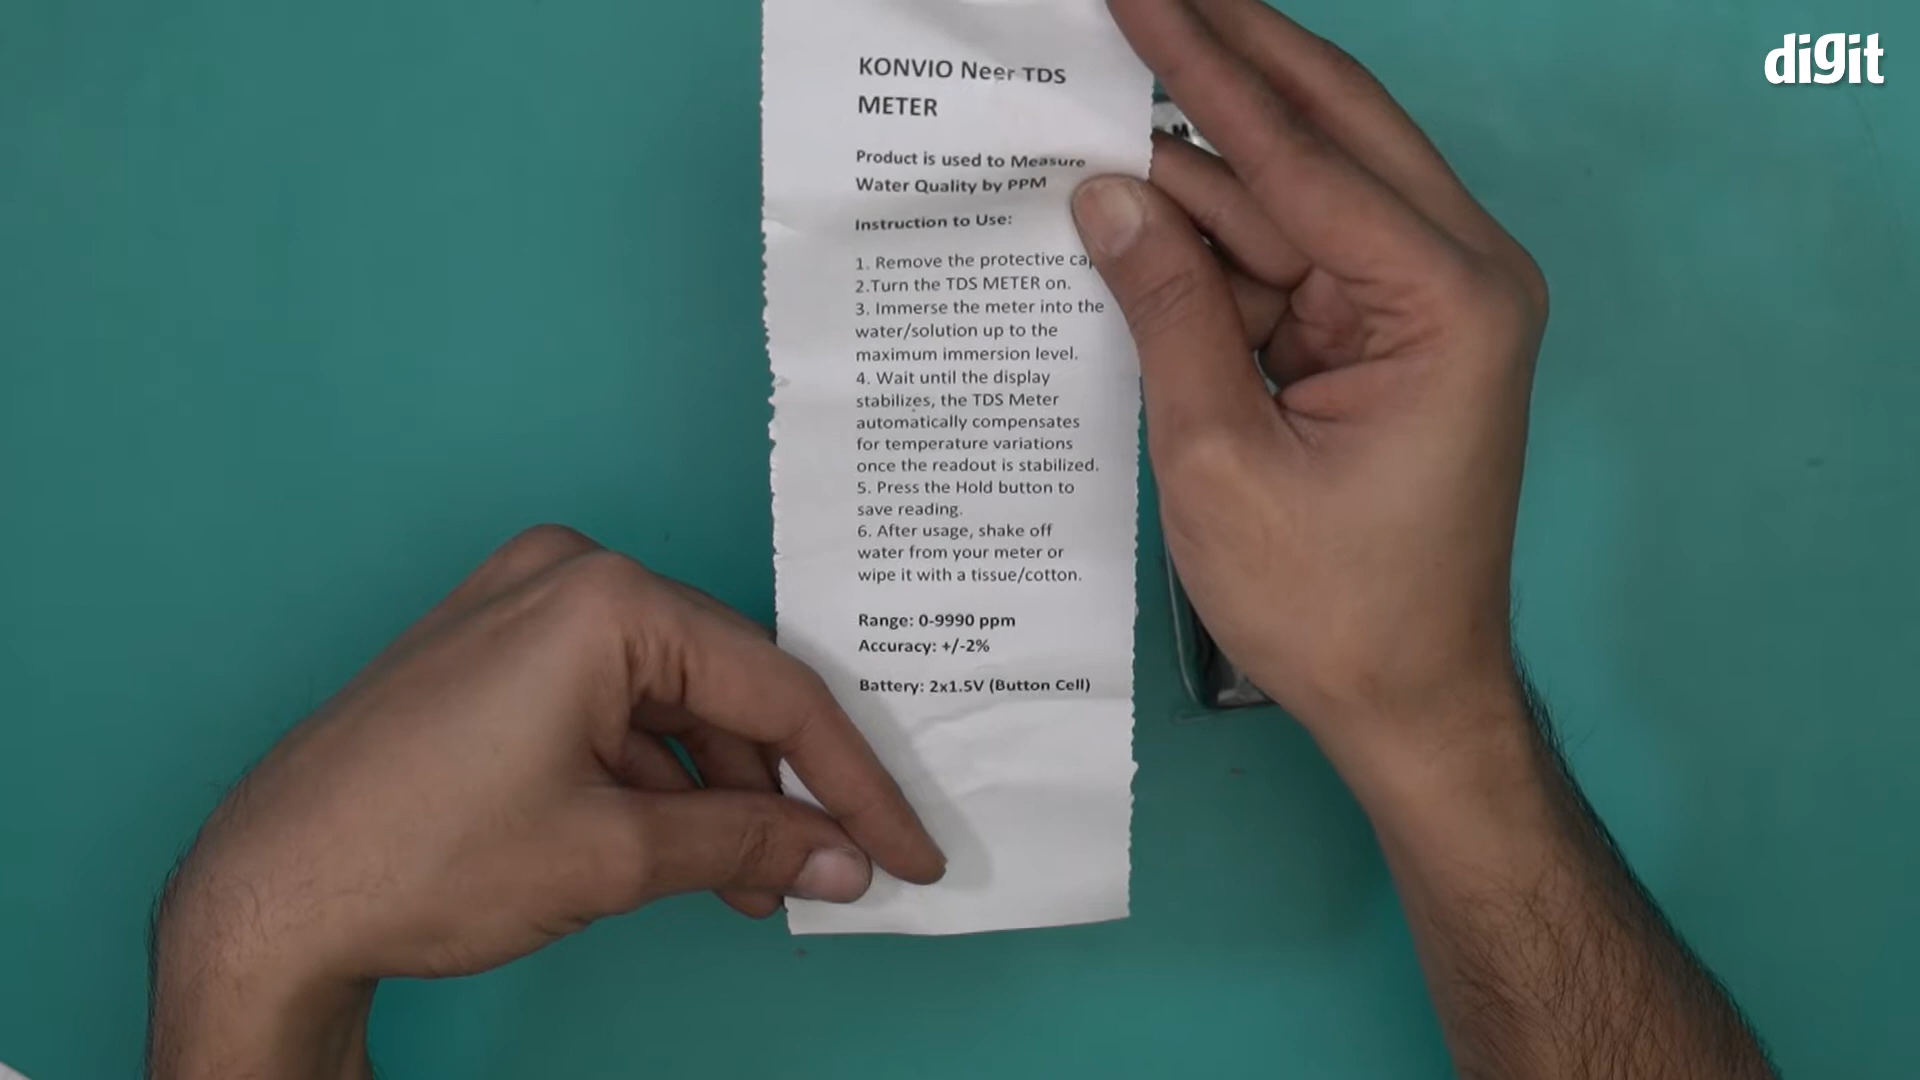 digit
KONVIO Neer TDS
METER
Product is used to Measure
Water Quality by PPM
Instruction to Use:
1. Remove the protective
2.Turn the TDS METER on.
3. Immerse the meter into the
water/solution up to the
maximum immersion level.
4. Wait until the display
stabilizes, the TDS Meter
automatically compensates
for temperature variations
once the readout is stabilized.
5. Press the Hold button to
save reading.
6. After usage, shake off
water from your meter or
wipe it with a tissue/cotton.
Range: 0-9990 ppm
Accuracy: +/-2%
Battery: 2x1.5V (Button Cell)